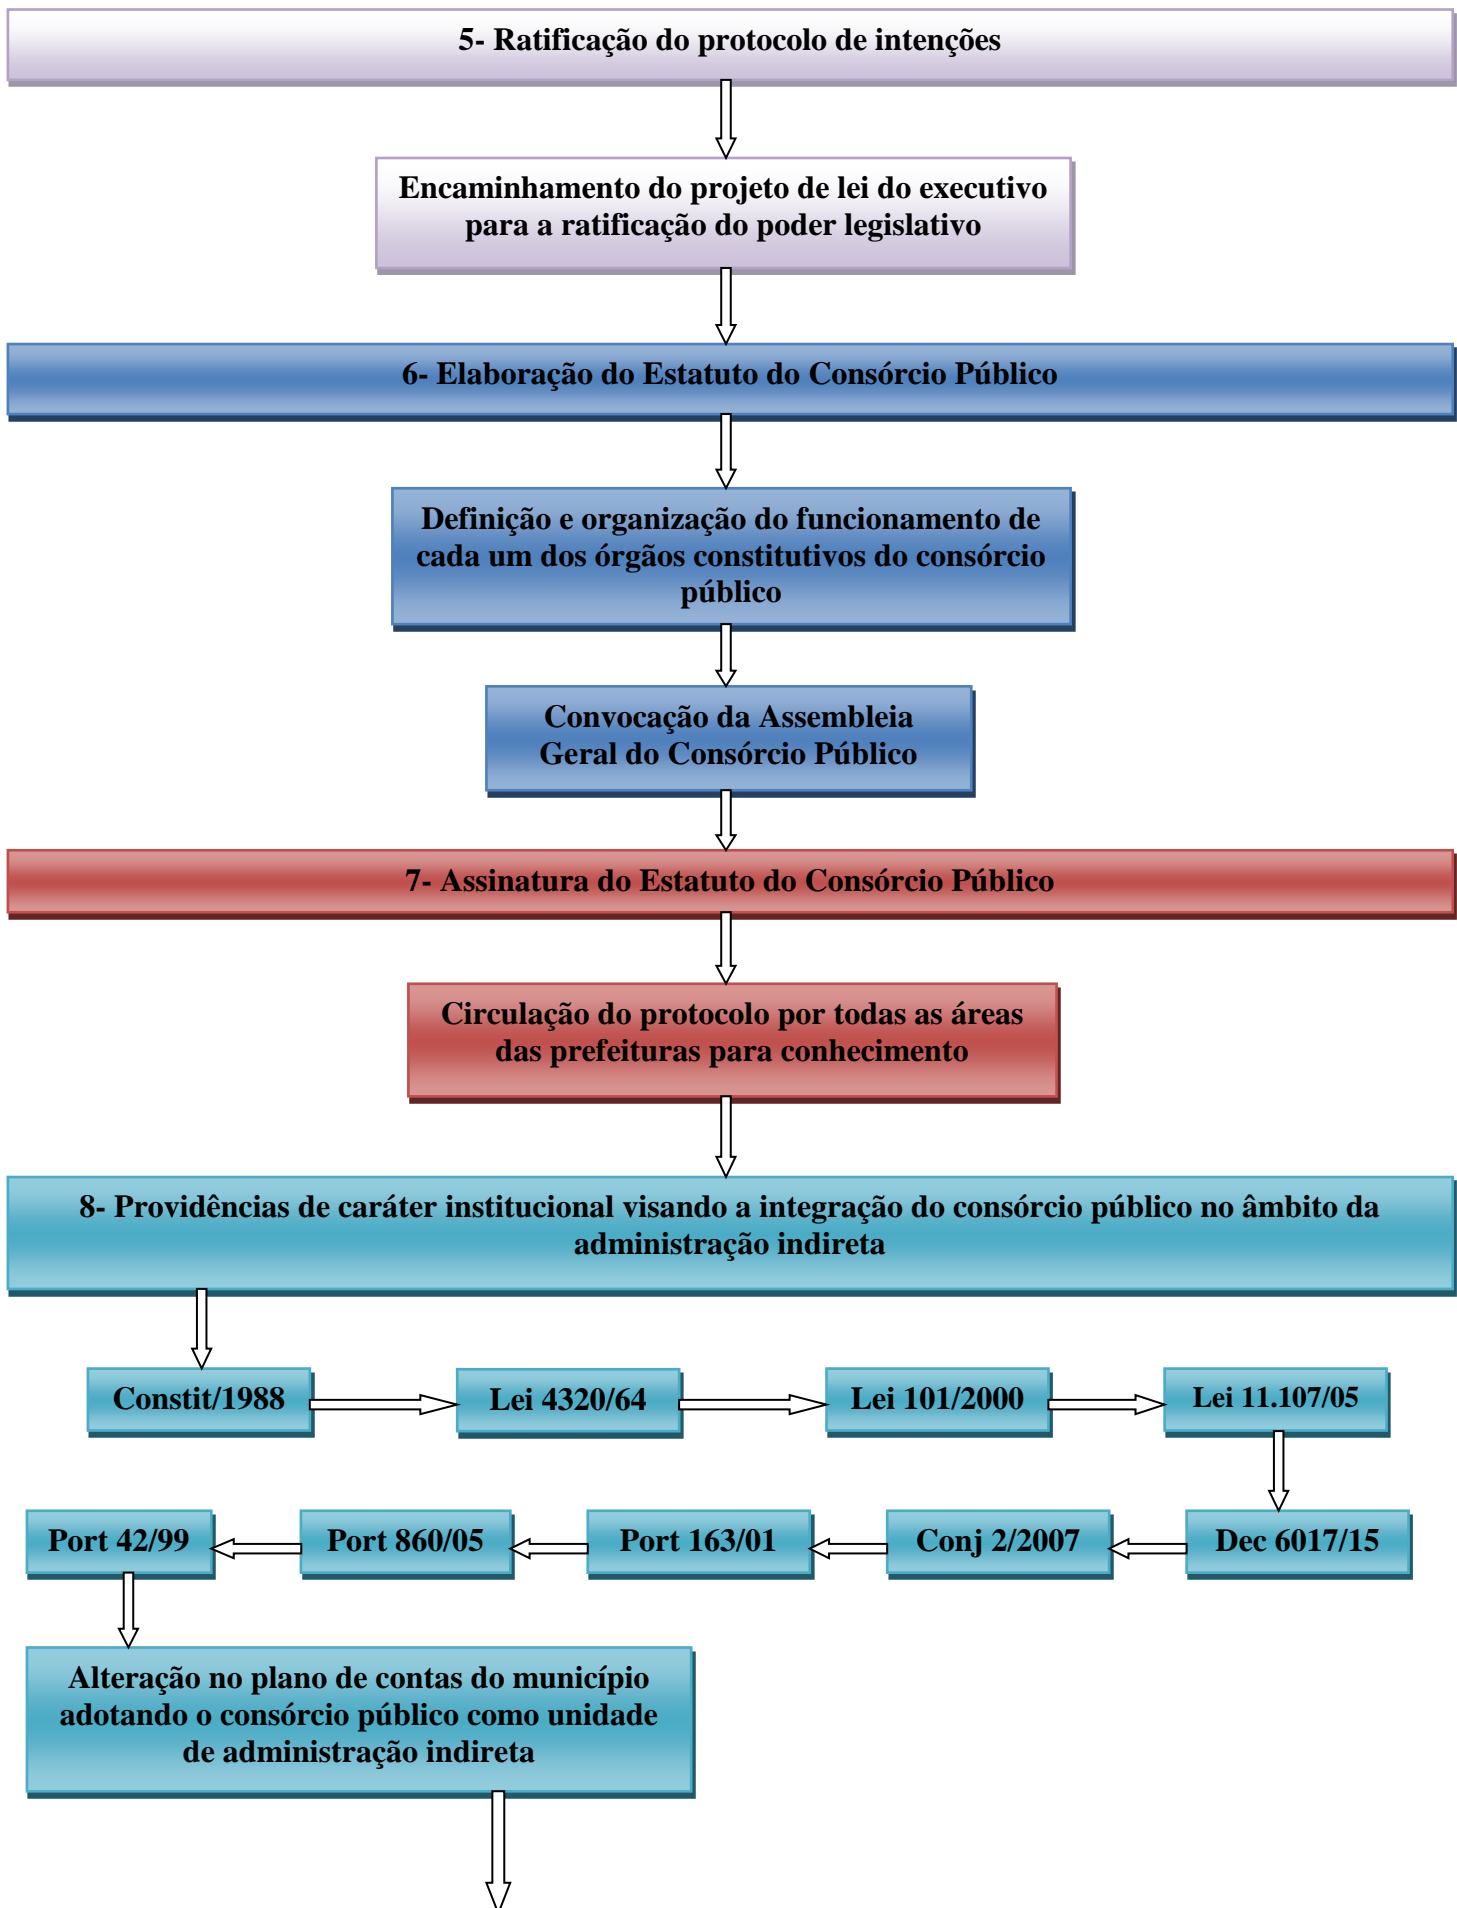 5- Ratificação do protocolo de intenções
Encaminhamento do projeto de lei do executivo
para a ratificação do poder legislativo
6- Elaboração do Estatuto do Consórcio Público
Definição e organização do funcionamento de
cada um dos órgãos constitutivos do consórcio
público
Convocação da Assembleia
Geral do Consórcio Público
7- Assinatura do Estatuto do Consórcio Público
Circulação do protocolo por todas as áreas
das prefeituras para conhecimento
8- Providências de caráter institucional visando a integração do consórcio público no âmbito da
administração indireta
Constit/1988
Lei 4320/64
Lei 101/2000
Lei 11.107/05
Dec 6017/15
Conj 2/2007
Port 163/01
Port 860/05
Port 42/99
Alteração no plano de contas do município
adotando o consórcio público como unidade
de administração indireta